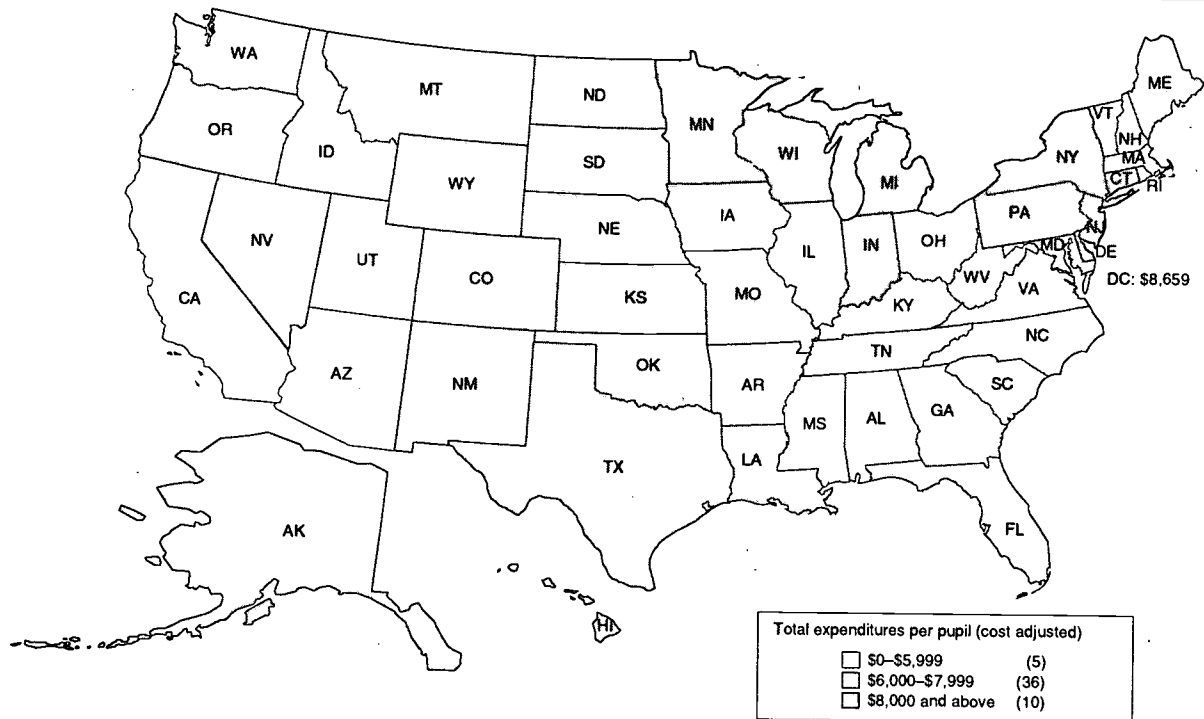 WA
MT
ND
MN
ME
VT
NH
OR
ID
SD
WI
MI
NY
MA
CT
RI
WY
IA
PA
NJ
NV
UT
NE
IL
IN
OH
MD
DE
CO
WV
VA
DC: $8,659
CA
KS
MO
KY
AZ
NM
OK
AR
TN
NC
SC
MS
AL
GA
TX
LA
AK
FL
HI
Total expenditures per pupil (cost adjusted)
$0–$5,999 (5)
$6,000–$7,999 (36)
$8,000 and above (10)